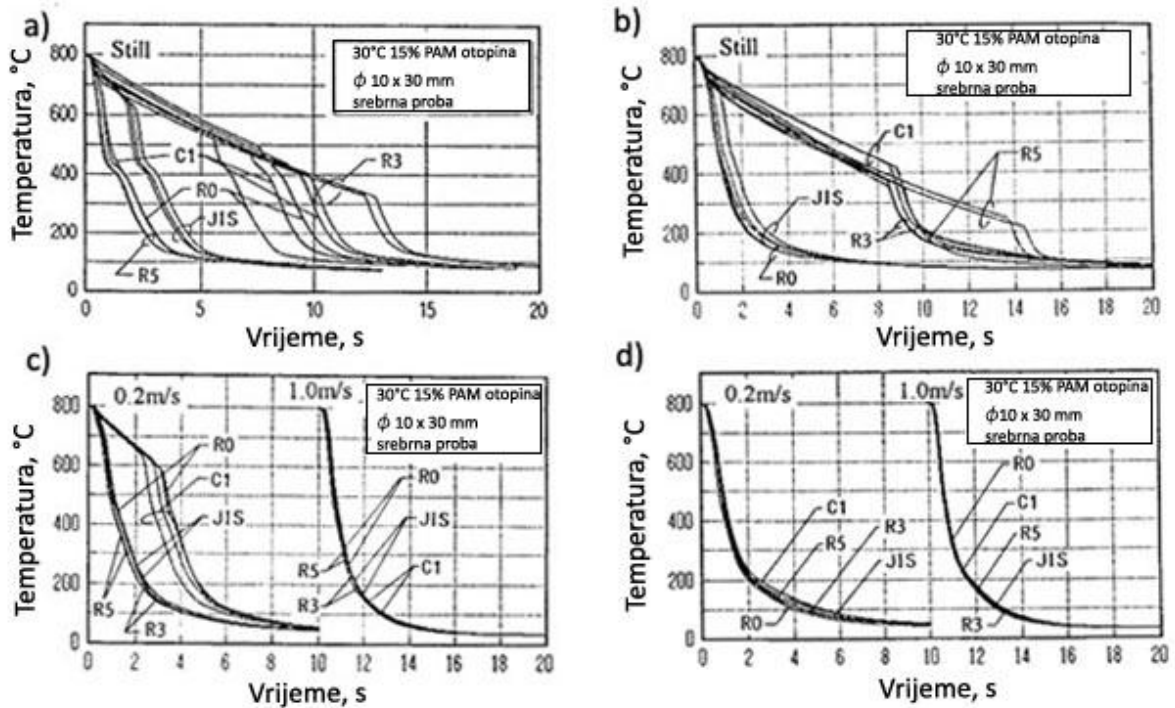 a)
Temperatura, °C
800
600
400
200
0
Still
30°C 15% PAM otopina
ϕ 10 x 30 mm
srebrna proba
C1
R3
R0
JIS
R5
0 5 10 15 20
Vrijeme, s
b)
Temperatura, °C
800
600
400
200
0
Still
30°C 15% PAM otopina
ϕ 10 x 30 mm
srebrna proba
C1
R5
JIS
R3
R0
0 2 4 6 8 10 12 14 16 18 20
Vrijeme, s
c)
Temperatura, °C
800
600
400
200
0
0.2m/s
1.0m/s
30°C 15% PAM otopina
ϕ 10 x 30 mm
srebrna proba
R0
C1
JIS
R5
R3
R0
JIS
R5
C1
R3
0 2 4 6 8 10 12 14 16 18 20
Vrijeme, s
d)
Temperatura, °C
800
600
400
200
0
0.2m/s
1.0m/s
30°C 15% PAM otopina
ϕ10 x 30 mm
srebrna proba
R0
C1
C1
R3
R5
R5
JIS
JIS
R0
R3
0 2 4 6 8 10 12 14 16 18 20
Vrijeme, s